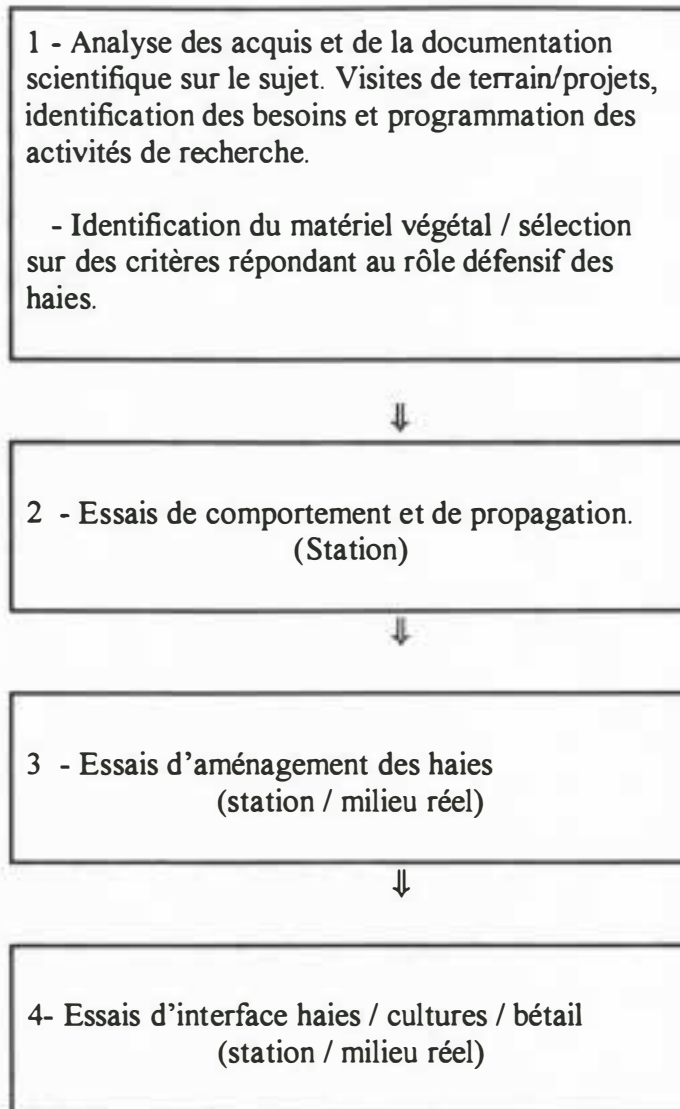 1 - Analyse des acquis et de la documentation
scientifique sur le sujet. Visites de terrain/projets,
identification des besoins et programmation des
activités de recherche.
- Identification du matériel végétal / sélection
sur des critères répondant au rôle défensif des
haies.
⇓
2 - Essais de comportement et de propagation.
(Station)
⇓
3 - Essais d'aménagement des haies
(station / milieu réel)
⇓
4- Essais d'interface haies / cultures / bétail
(station / milieu réel)